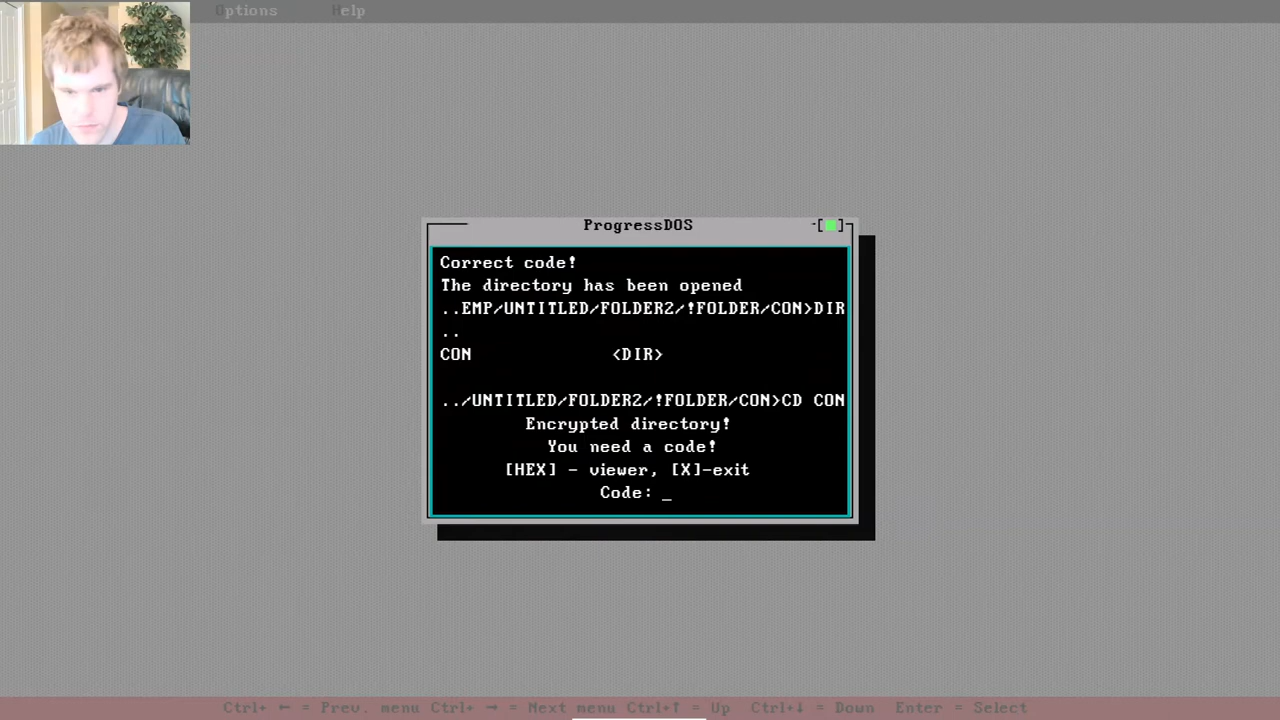 Options Help
ProgressDOS
Correct code!
The directory has been opened
..EMP/UNTITLED/FOLDER2/!FOLDER/CON>DIR
..
CON <DIR>
../UNTITLED/FOLDER2/!FOLDER/CON>CD CON
Encrypted directory!
You need a code!
[HEX] - viewer, [X]-exit
Code: _
Ctrl+ ← = Prev. menu Ctrl+ → = Next menu Ctrl+↑ = Up Ctrl+↓ = Down Enter = Select